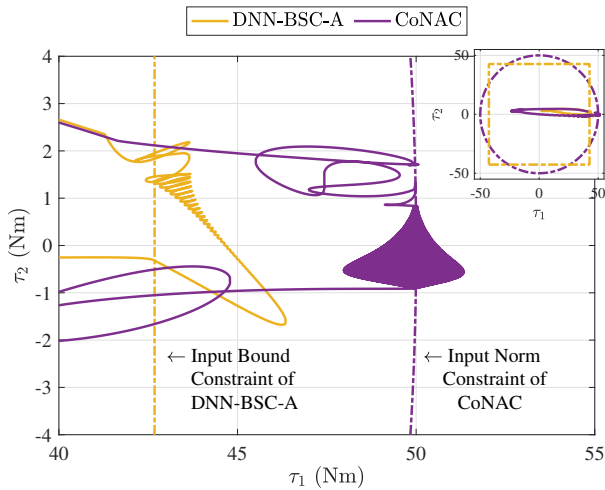 DNN-BSC-A CoNAC
4
3
2
1
0
-1
-2
-3
-4
τ₂ (Nm)
40 45 50 55
τ₁ (Nm)
← Input Bound
Constraint of
DNN-BSC-A
← Input Norm
Constraint of
CoNAC
50
0
-50
τ₂
-50 0 50
τ₁